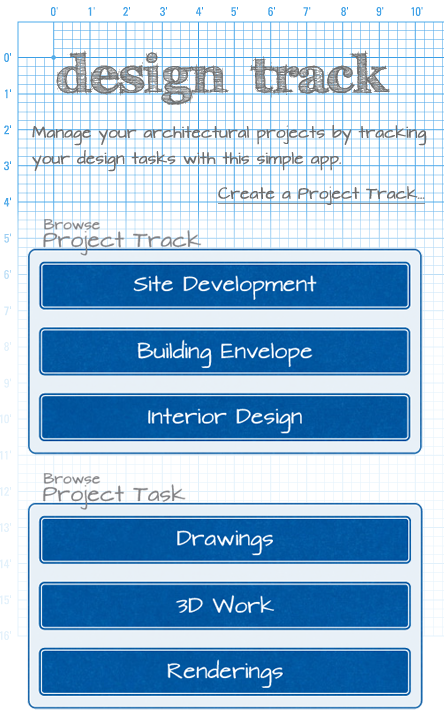 0' 1' 2' 3' 4' 5' 6' 7' 8' 9' 10'
0'
design track
1'
2'
Manage your architectural projects by tracking
your design tasks with this simple app.
3'
Create a Project Track...
4'
Browse
5'
Project Track
6'
Site Development
7'
8'
Building Envelope
9'
10'
Interior Design
11'
Browse
12'
Project Task
13'
Drawings
14'
15'
3D Work
16'
Renderings